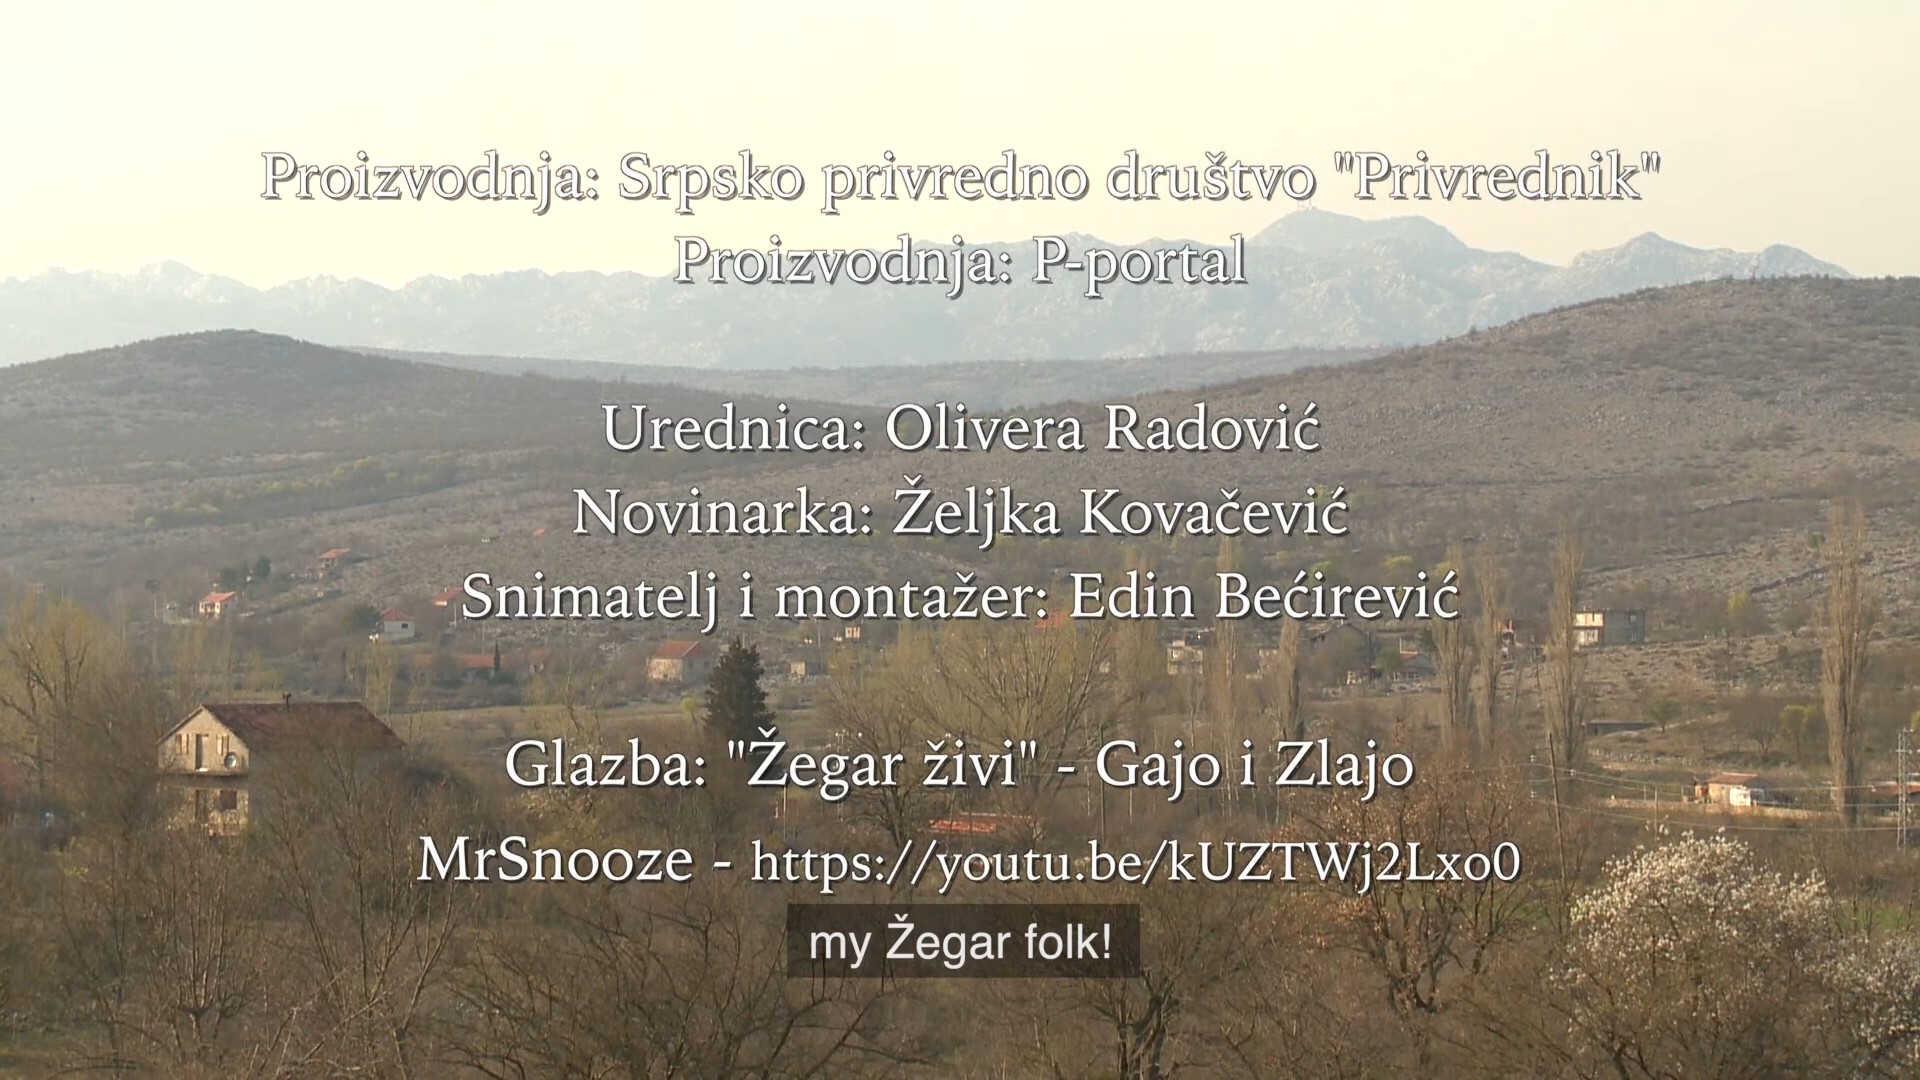 Proizvodnja: Srpsko privredno društvo "Privrednik"
Proizvodnja: P-portal
Urednica: Olivera Radović
Novinarka: Željka Kovačević
Snimatelj i montažer: Edin Bećirević
Glazba: "Žegar živi" - Gajo i Zlajo
MrSnooze - https://youtu.be/kUZTWj2Lxo0
my Žegar folk!